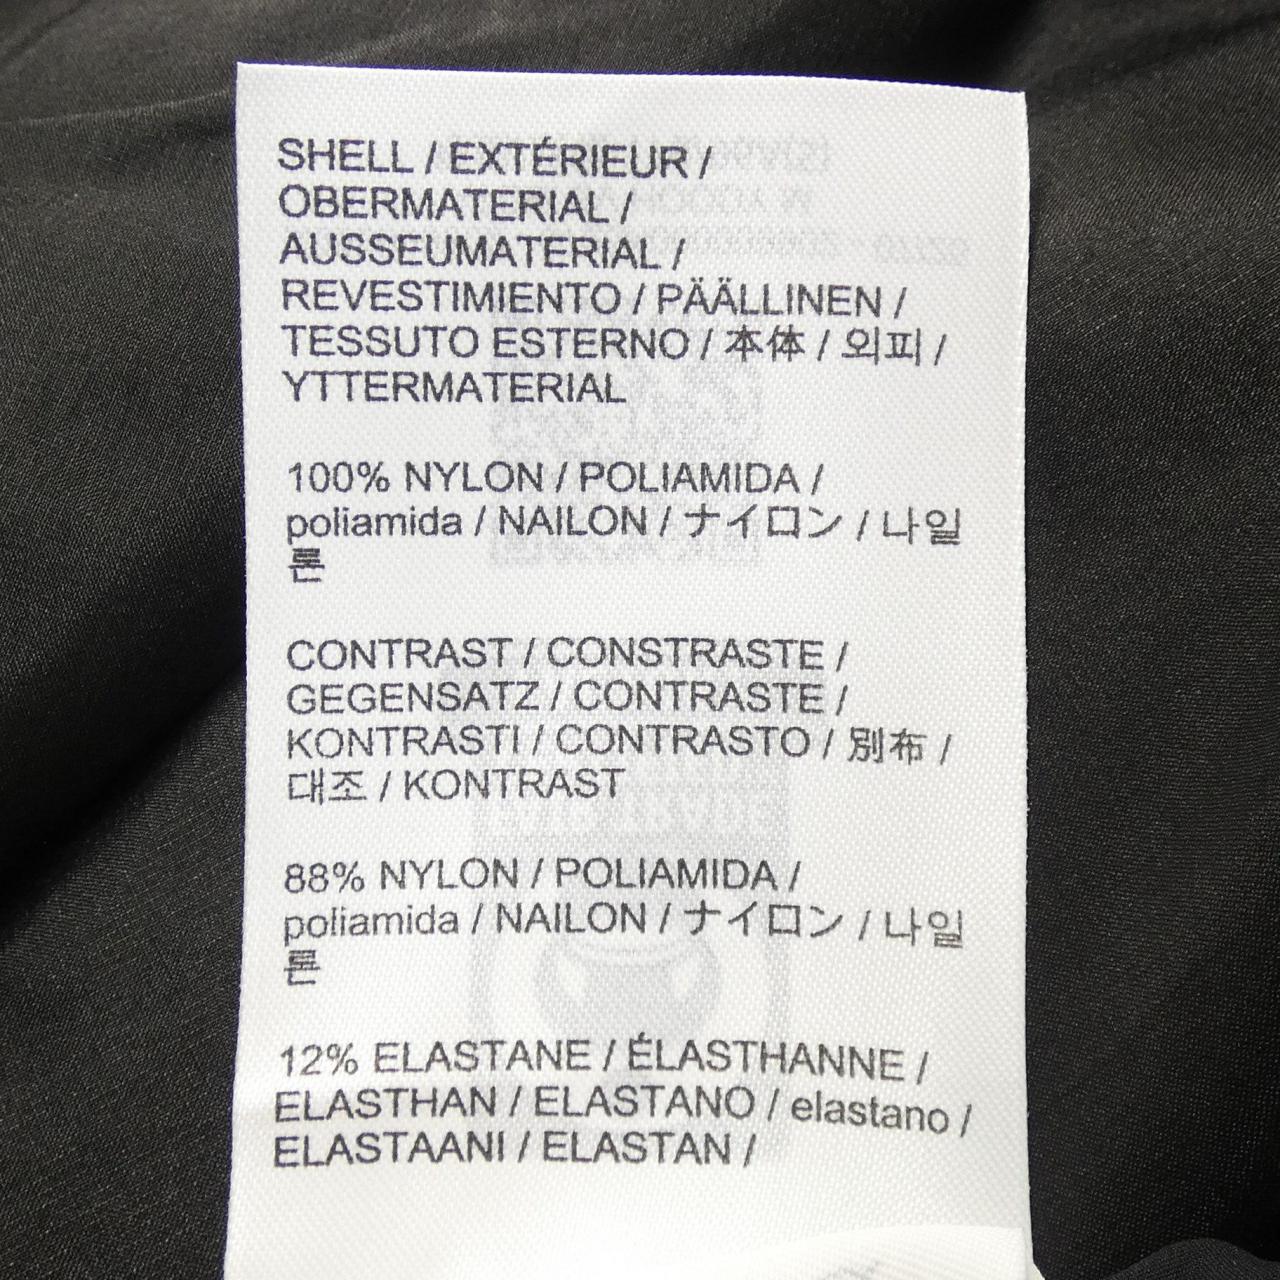 SHELL / EXTÉRIEUR /
OBERMATERIAL /
AUSSEUMATERIAL /
REVESTIMIENTO / PÄÄLLINEN /
TESSUTO ESTERNO / 本体 / 외피 /
YTTERMATERIAL
100% NYLON / POLIAMIDA /
poliamida / NAILON / ナイロン / 나일
론
CONTRAST / CONSTRASTE /
GEGENSATZ / CONTRASTE /
KONTRASTI / CONTRASTO / 別布 /
대조 / KONTRAST
88% NYLON / POLIAMIDA /
poliamida / NAILON / ナイロン / 나일
론
12% ELASTANE / ÉLASTHANNE /
ELASTHAN / ELASTANO / elastano /
ELASTAANI / ELASTAN /